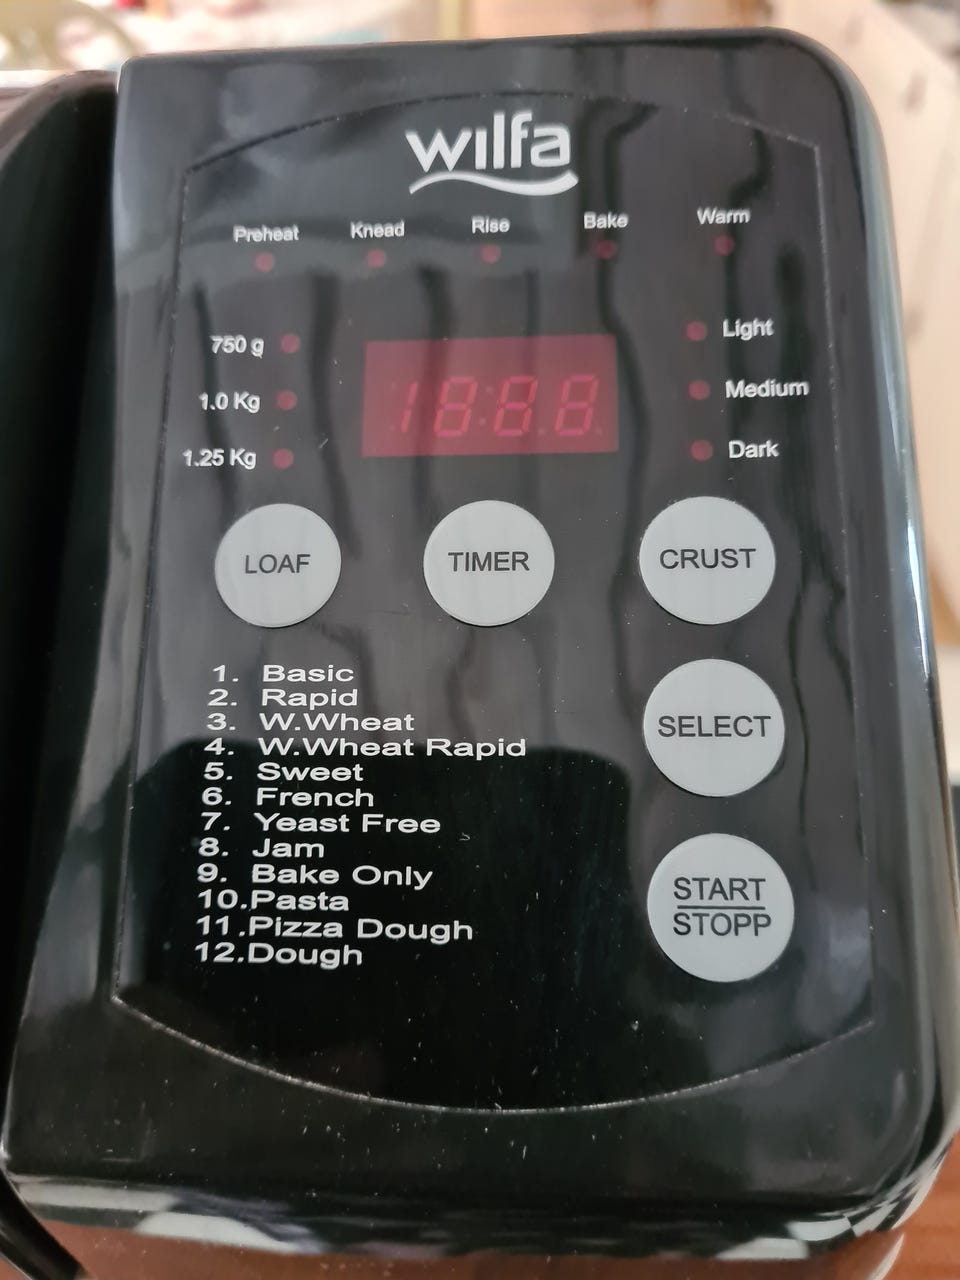 wilfa
Preheat Knead Rise Bake Warm
750 g
1.0 Kg
1.25 Kg
18:88
Light
Medium
Dark
LOAF TIMER CRUST
1. Basic
2. Rapid
3. W.Wheat
4. W.Wheat Rapid
5. Sweet
6. French
7. Yeast Free
8. Jam
9. Bake Only
10.Pasta
11.Pizza Dough
12.Dough
SELECT
START
STOPP